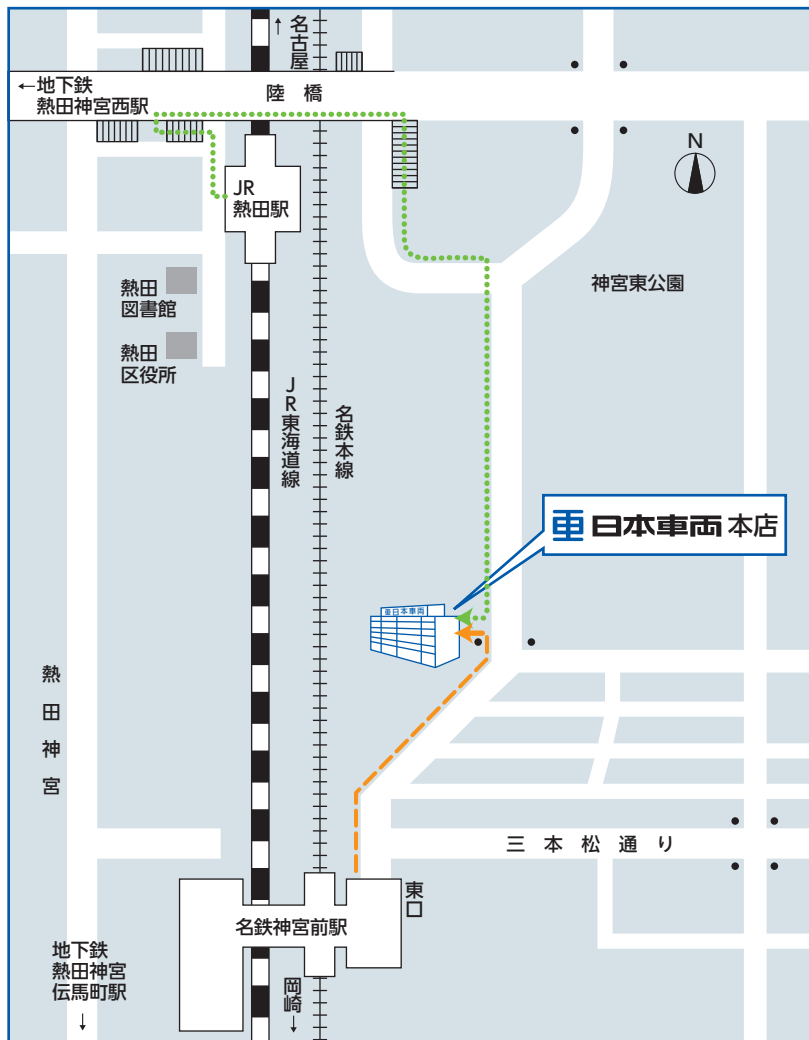 ↑
名古屋
←地下鉄
熱田神宮西駅
陸橋
N
JR
熱田駅
神宮東公園
熱田
図書館
熱田
区役所
JR東海道線
名鉄本線
日本車両 本店
日本車両
熱田神宮
三本松通り
東口
名鉄神宮前駅
地下鉄
熱田神宮
伝馬町駅
↓
岡崎
↓